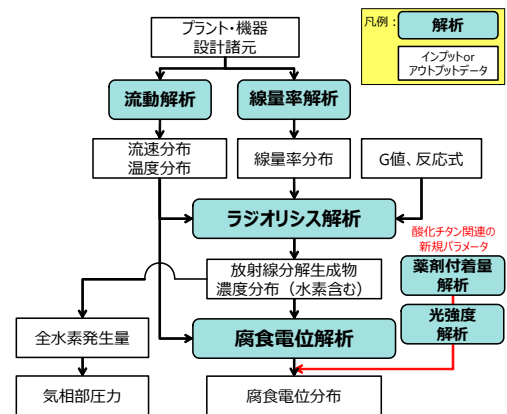 プラント・機器
設計諸元
凡例：
解析
インプットor
アウトプットデータ
流動解析
線量率解析
流速分布
温度分布
線量率分布
G値、反応式
ラジオリシス解析
酸化チタン関連の
新規パラメータ
薬剤付着量
解析
放射線分解生成物
濃度分布（水素含む）
光強度
解析
全水素発生量
腐食電位解析
気相部圧力
腐食電位分布